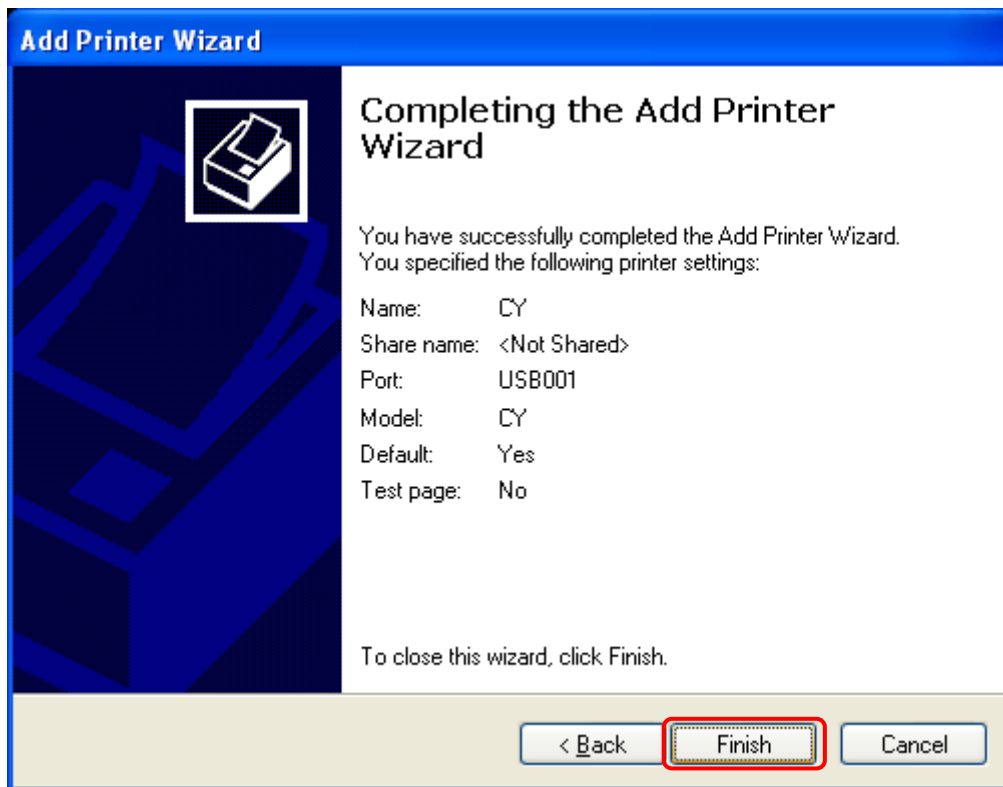 Add Printer Wizard
Completing the Add Printer
Wizard
You have successfully completed the Add Printer Wizard.
You specified the following printer settings:
Name: CY
Share name: <Not Shared>
Port: USB001
Model: CY
Default: Yes
Test page: No
To close this wizard, click Finish.
< Back Finish Cancel